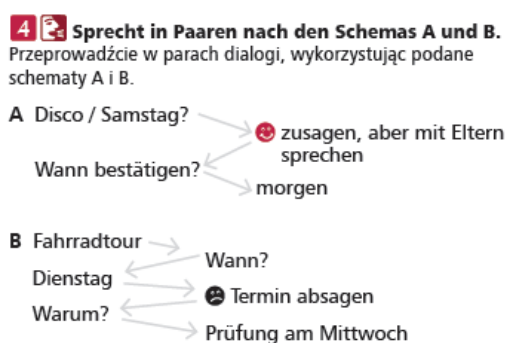 4 Sprecht in Paaren nach den Schemas A und B.
Przeprowadźcie w parach dialogi, wykorzystując podane
schematy A i B.
A Disco / Samstag?
zusagen, aber mit Eltern
sprechen
Wann bestätigen?
morgen
B Fahrradtour
Wann?
Dienstag
Termin absagen
Warum?
Prüfung am Mittwoch